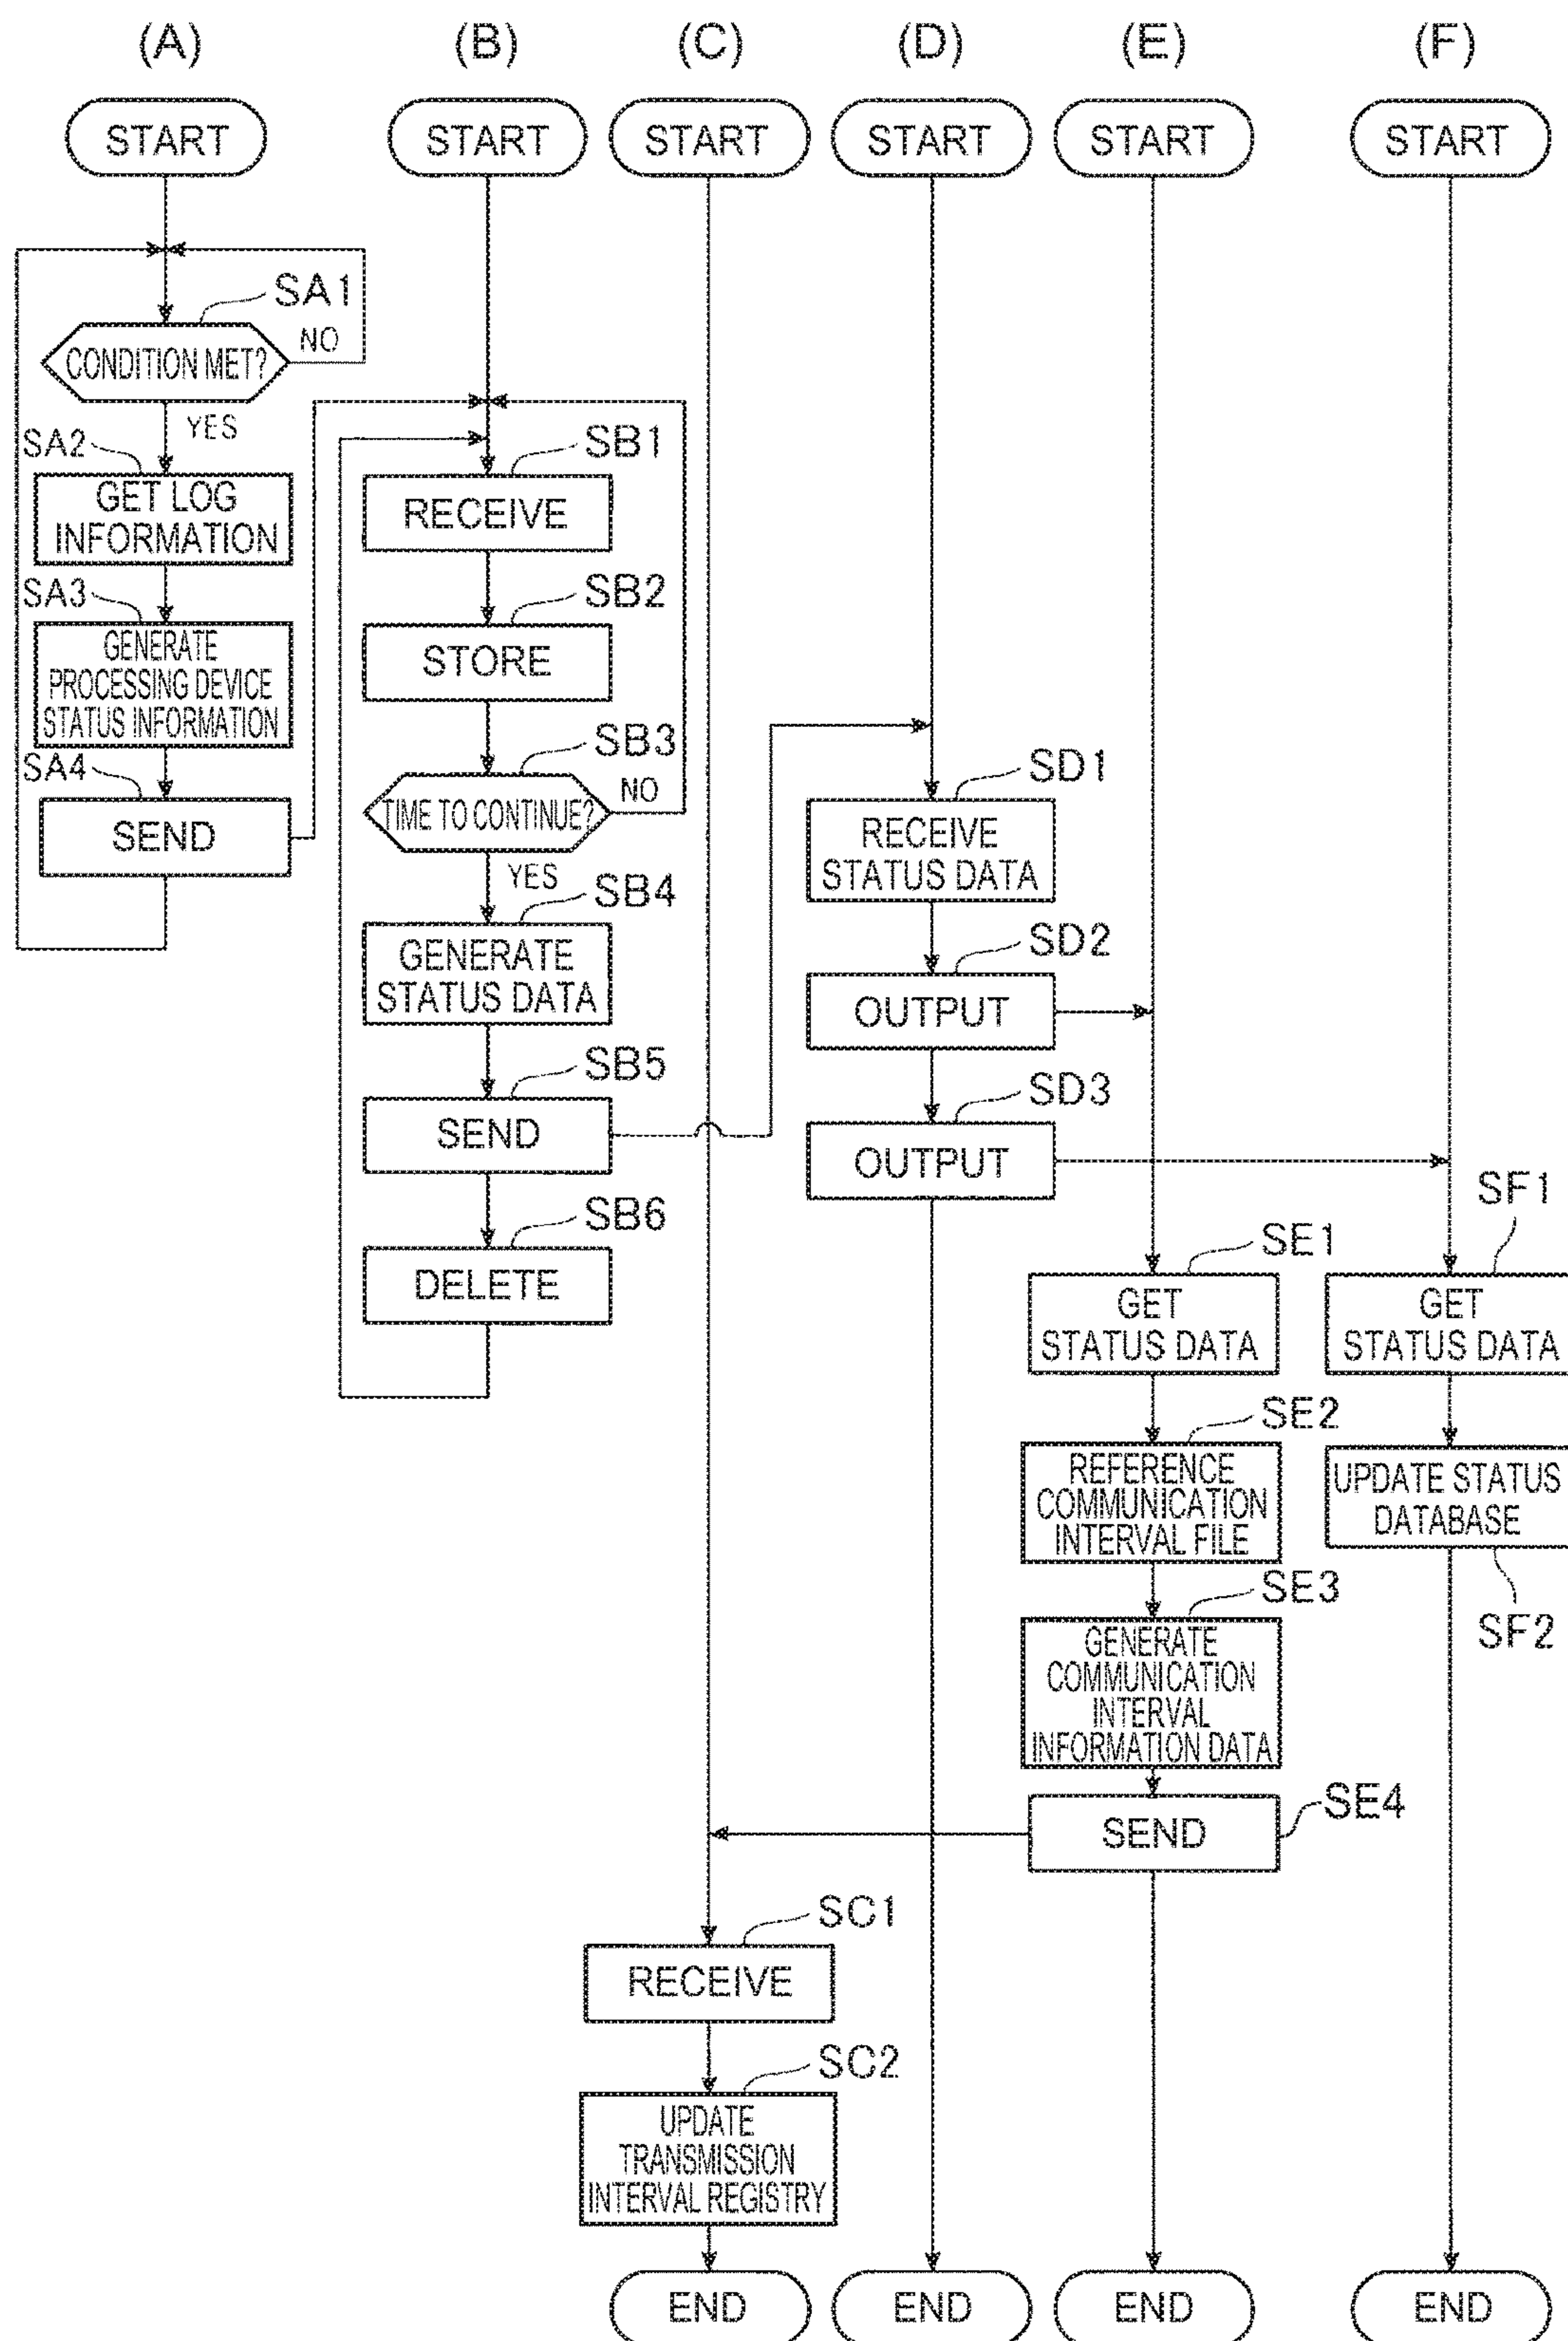 (A)
(B)
(C)
(D)
(E)
(F)
START
START
START
START
START
START
SA1
CONDITION MET?
NO
YES
SA2
GET LOG
INFORMATION
SA3
GENERATE
PROCESSING DEVICE
STATUS INFORMATION
SA4
SEND
SB1
RECEIVE
SB2
STORE
SB3
TIME TO CONTINUE?
NO
YES
SB4
GENERATE
STATUS DATA
SB5
SEND
SB6
DELETE
SD1
RECEIVE
STATUS DATA
SD2
OUTPUT
SD3
OUTPUT
SE1
GET
STATUS DATA
SE2
REFERENCE
COMMUNICATION
INTERVAL FILE
SE3
GENERATE
COMMUNICATION
INTERVAL
INFORMATION DATA
SE4
SEND
SF1
GET
STATUS DATA
UPDATE STATUS
DATABASE
SF2
SC1
RECEIVE
SC2
UPDATE
TRANSMISSION
INTERVAL REGISTRY
END
END
END
END